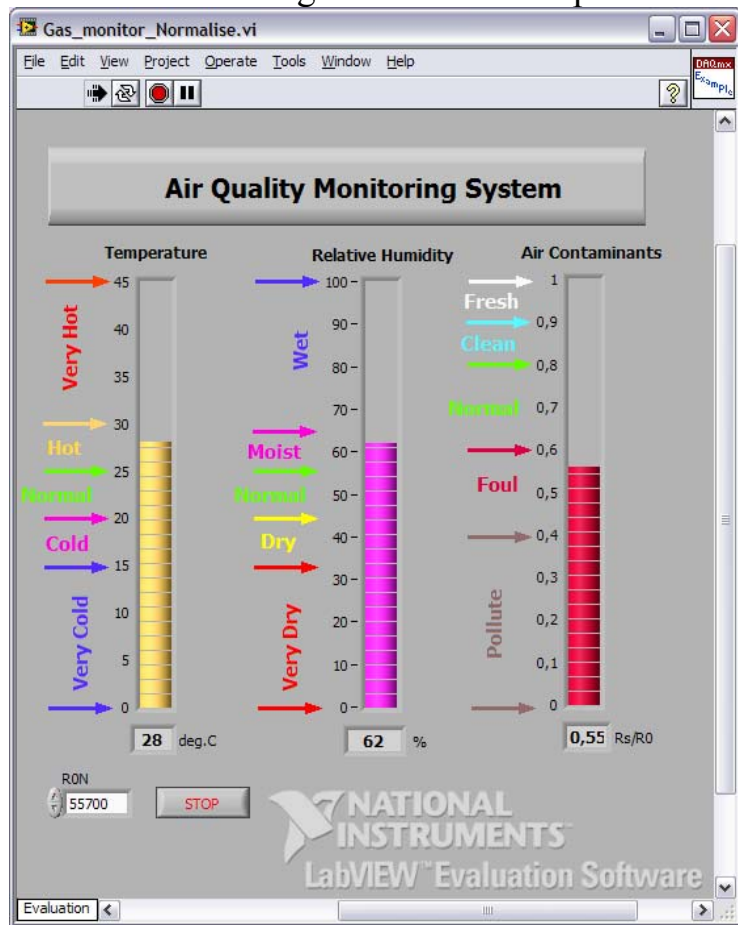 Gas_monitor_Normalise.vi
File Edit View Project Operate Tools Window Help
DAQmx
Example
Air Quality Monitoring System
Temperature
45
40
35
30
25
20
15
10
5
0
Very Hot
Hot
Normal
Cold
Very Cold
28 deg.C
Relative Humidity
100
90
80
70
60
50
40
30
20
10
0
Wet
Moist
Normal
Dry
Very Dry
62 %
Air Contaminants
1
0,9
0,8
0,7
0,6
0,5
0,4
0,3
0,2
0,1
0
Fresh
Clean
Normal
Foul
Pollute
0,55 Rs/R0
R0N
55700
STOP
NATIONAL
INSTRUMENTS
LabVIEW™ Evaluation Software
Evaluation